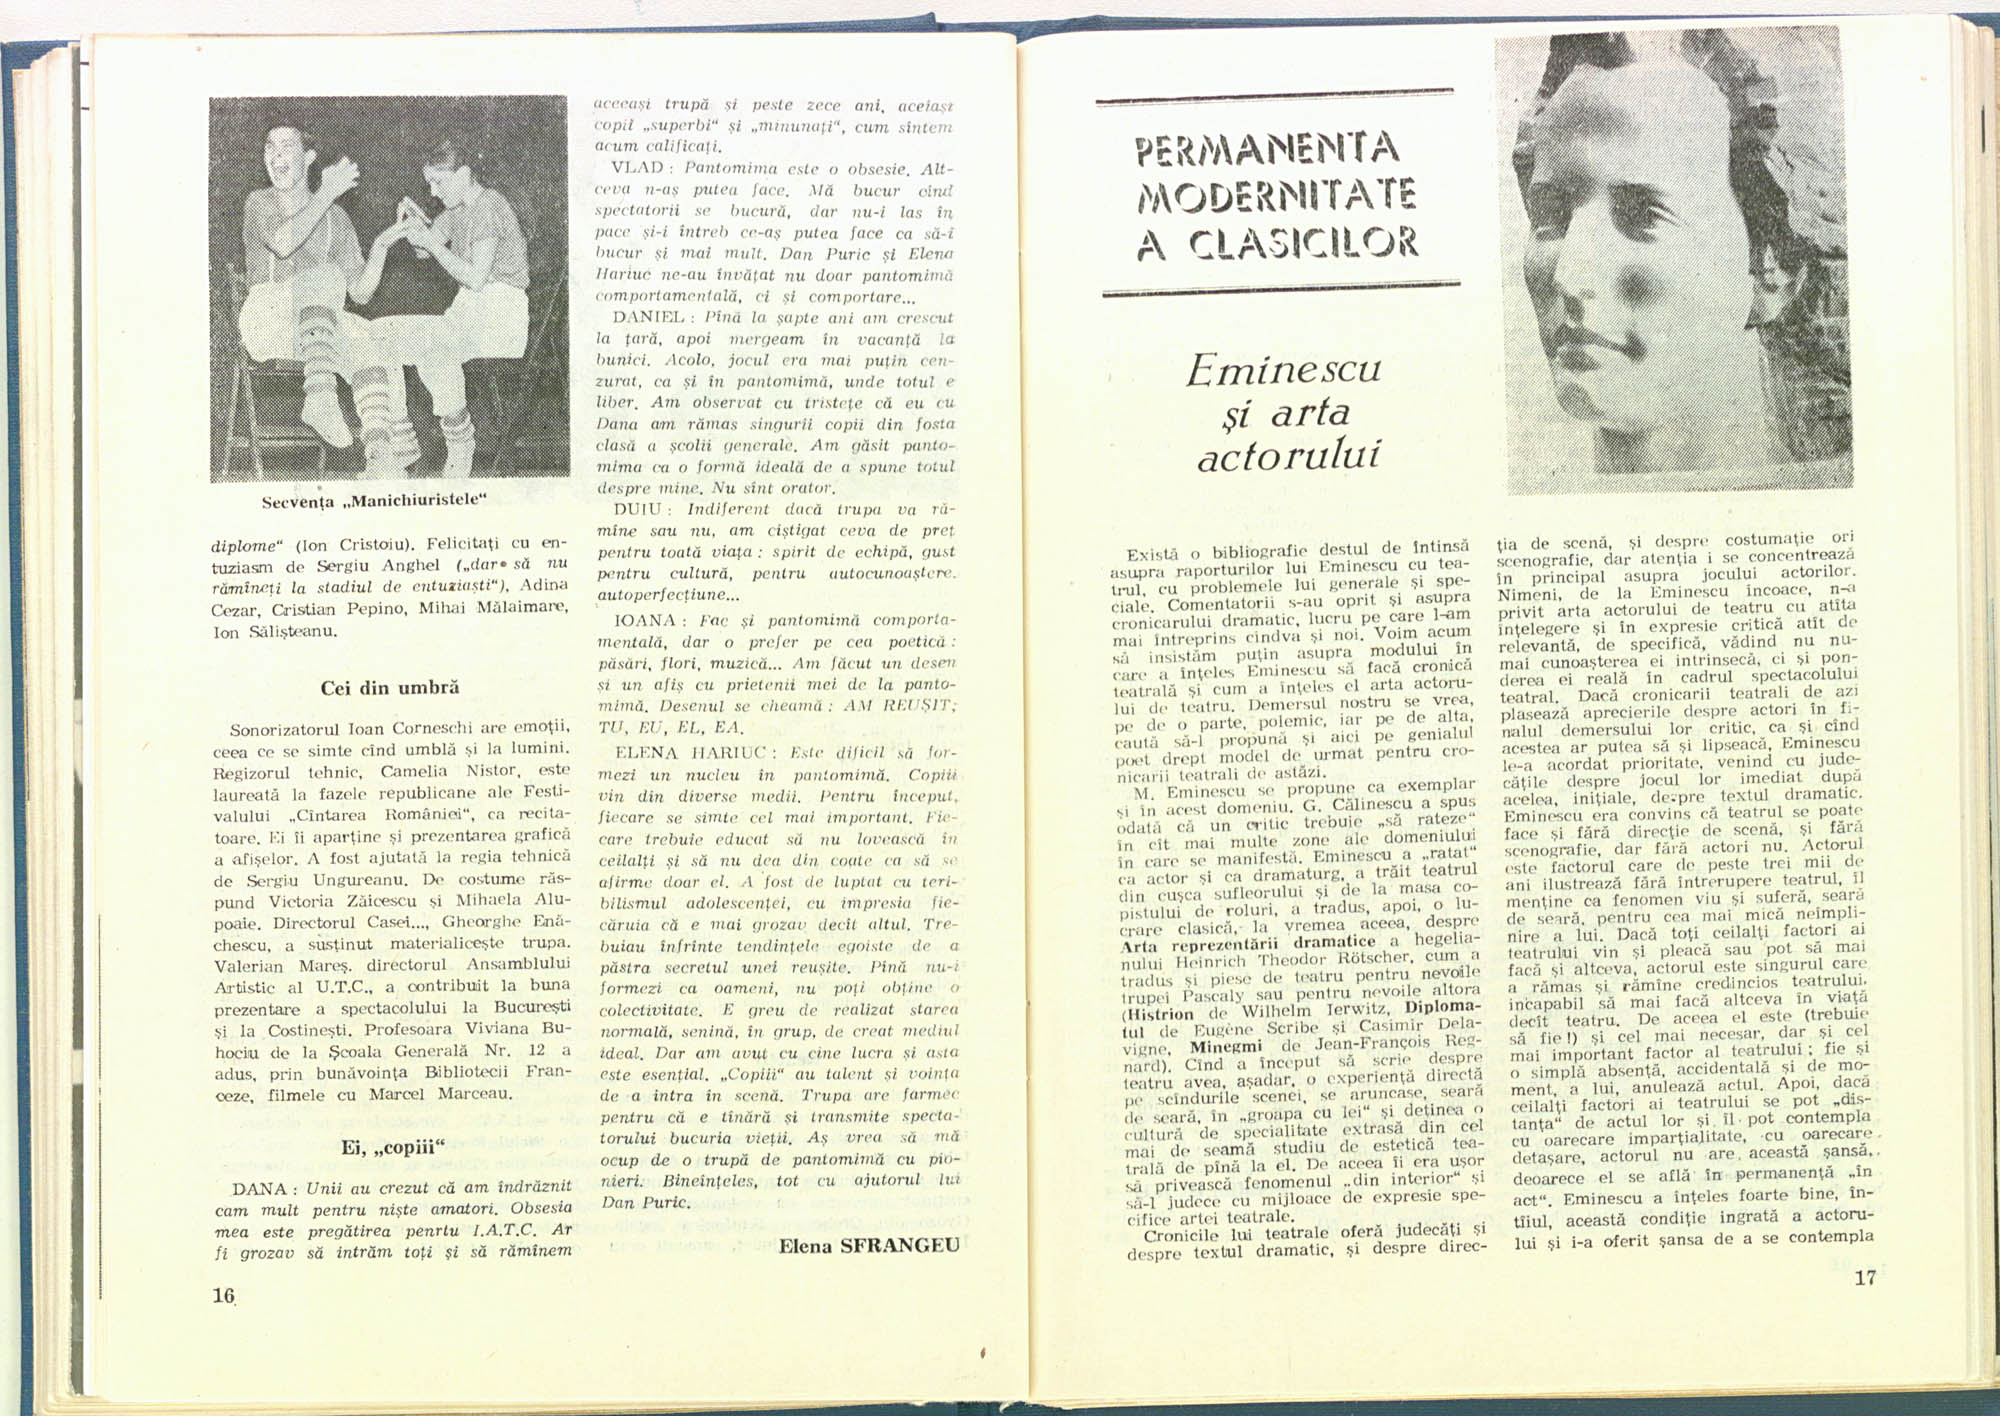 Secvența „Manichiuristele“
diplome“ (Ion Cristoiu). Felicitați cu en-
tuziasm de Sergiu Anghel („dar să nu
rămîneți la stadiul de entuziaști“), Adina
Cezar, Cristian Pepino, Mihai Mălaimare,
Ion Sălișteanu.
Cei din umbră
Sonorizatorul Ioan Corneschi are emoții,
ceea ce se simte cînd umblă și la lumini.
Regizorul tehnic, Camelia Nistor, este
laureată la fazele republicane ale Festi-
valului „Cîntarea României“, ca recita-
toare. Ei îi aparține și prezentarea grafică
a afișelor. A fost ajutată la regia tehnică
de Sergiu Ungureanu. De costume răs-
pund Victoria Zăicescu și Mihaela Alu-
poaie. Directorul Casei..., Gheorghe Enă-
chescu, a susținut materialicește trupa.
Valerian Mareș. directorul Ansamblului
Artistic al U.T.C., a contribuit la buna
prezentare a spectacolului la București
și la Costinești. Profesoara Viviana Bu-
hociu de la Școala Generală Nr. 12 a
adus, prin bunăvoința Bibliotecii Fran-
ceze, filmele cu Marcel Marceau.
Ei, „copiii“
DANA : Unii au crezut că am îndrăznit
cam mult pentru niște amatori. Obsesia
mea este pregătirea penrtu I.A.T.C. Ar
fi grozav să intrăm toți și să rămînem
16
aceeași trupă și peste zece ani, aceiași
copii „superbi“ și „minunați“, cum sîntem
acum calificați.
VLAD : Pantomima este o obsesie. Alt-
ceva n-aș putea face. Mă bucur cînd
spectatorii se bucură, dar nu-i las în
pace și-i întreb ce-aș putea face ca să-i
bucur și mai mult. Dan Puric și Elena
Hariuc ne-au învățat nu doar pantomimă
comportamentală, ci și comportare...
DANIEL : Pînă la șapte ani am crescut
la țară, apoi mergeam în vacanță la
bunici. Acolo, jocul era mai puțin cen-
zurat, ca și în pantomimă, unde totul e
liber. Am observat cu tristețe că eu cu
Dana am rămas singurii copii din fosta
clasă a școlii generale. Am găsit panto-
mima ca o formă ideală de a spune totul
despre mine. Nu sînt orator.
DUIU : Indiferent dacă trupa va ră-
mîne sau nu, am cîștigat ceva de preț
pentru toată viața : spirit de echipă, gust
pentru cultură, pentru autocunoaștere.
autoperfecțiune...
IOANA : Fac și pantomimă comporta-
mentală, dar o prefer pe cea poetică :
păsări, flori, muzică... Am făcut un desen
și un afiș cu prietenii mei de la panto-
mimă. Desenul se cheamă : AM REUȘIT;
TU, EU, EL, EA.
ELENA HARIUC : Este dificil să for-
mezi un nucleu în pantomimă. Copiii
vin din diverse medii. Pentru început,
fiecare se simte cel mai important. Fie-
care trebuie educat să nu lovească în
ceilalți și să nu dea din coate ca să se
afirme doar el. A fost de luptat cu teri-
bilismul adolescenței, cu impresia fie-
căruia că e mai grozav decît altul. Tre-
buiau înfrînte tendințele egoiste de a
păstra secretul unei reușite. Pînă nu-i
formezi ca oameni, nu poți obține o
colectivitate. E greu de realizat starea
normală, senină, în grup, de creat mediul
ideal. Dar am avut cu cine lucra și asta
este esențial. „Copiii“ au talent și voința
de a intra în scenă. Trupa are farmec
pentru că e tînără și transmite specta-
torului bucuria vieții. Aș vrea să mă
ocup de o trupă de pantomimă cu pio-
nieri. Bineînțeles, tot cu ajutorul lui
Dan Puric.
Elena SFRANGEU
PERMANENTA
MODERNITATE
A CLASICILOR
Eminescu
și arta
actorului
Există o bibliografie destul de întinsă
asupra raporturilor lui Eminescu cu tea-
trul, cu problemele lui generale și spe-
ciale. Comentatorii s-au oprit și asupra
cronicarului dramatic, lucru pe care l-am
mai întreprins cîndva și noi. Voim acum
să insistăm puțin asupra modului în
care a înțeles Eminescu să facă cronică
teatrală și cum a înțeles el arta actoru-
lui de teatru. Demersul nostru se vrea,
pe de o parte, polemic, iar pe de alta,
caută să-l propună și aici pe genialul
poet drept model de urmat pentru cro-
nicarii teatrali de astăzi.
M. Eminescu se propune ca exemplar
și în acest domeniu. G. Călinescu a spus
odată că un critic trebuie „să rateze“
în cît mai multe zone ale domeniului
în care se manifestă. Eminescu a „ratat“
ca actor și ca dramaturg, a trăit teatrul
din cușca sufleorului și de la masa co-
pistului de roluri, a tradus, apoi, o lu-
crare clasică, la vremea aceea, despre
Arta reprezentării dramatice a hegelia-
nului Heinrich Theodor Rötscher, cum a
tradus și piese de teatru pentru nevoile
trupei Pascaly sau pentru nevoile altora
(Histrion de Wilhelm Ierwitz, Diploma-
tul de Eugène Scribe și Casimir Dela-
vigne, Minegmi de Jean-François Reg-
nard). Cînd a început să scrie despre
teatru avea, așadar, o experiență directă
pe scîndurile scenei, se aruncase, seară
de seară, în „groapa cu lei“ și deținea o
cultură de specialitate extrasă din cel
mai de seamă studiu de estetică tea-
trală de pînă la el. De aceea îi era ușor
să privească fenomenul „din interior“ și
să-l judece cu mijloace de expresie spe-
cifice artei teatrale.
Cronicile lui teatrale oferă judecăți și
despre textul dramatic, și despre direc-
ția de scenă, și despre costumație ori
scenografie, dar atenția i se concentrează
în principal asupra jocului actorilor.
Nimeni, de la Eminescu încoace, n-a
privit arta actorului de teatru cu atîta
înțelegere și în expresie critică atît de
relevantă, de specifică, vădind nu nu-
mai cunoașterea ei intrinsecă, ci și pon-
derea ei reală în cadrul spectacolului
teatral. Dacă cronicarii teatrali de azi
plasează aprecierile despre actori în fi-
nalul demersului lor critic, ca și cînd
acestea ar putea să și lipsească, Eminescu
le-a acordat prioritate, venind cu jude-
cățile despre jocul lor imediat după
acelea, inițiale, despre textul dramatic.
Eminescu era convins că teatrul se poate
face și fără direcție de scenă, și fără
scenografie, dar fără actori nu. Actorul
este factorul care de peste trei mii de
ani ilustrează fără întrerupere teatrul, îl
menține ca fenomen viu și suferă, seară
de seară, pentru cea mai mică neîmpli-
nire a lui. Dacă toți ceilalți factori ai
teatrului vin și pleacă sau pot să mai
facă și altceva, actorul este singurul care
a rămas și rămîne credincios teatrului,
incapabil să mai facă altceva în viață
decît teatru. De aceea el este (trebuie
să fie !) și cel mai necesar, dar și cel
mai important factor al teatrului ; fie și
o simplă absență, accidentală și de mo-
ment, a lui, anulează actul. Apoi, dacă
ceilalți factori ai teatrului se pot „dis-
tanța“ de actul lor și îl pot contempla
cu oarecare imparțialitate, cu oarecare
detașare, actorul nu are această șansă,
deoarece el se află în permanență „în
act“. Eminescu a înțeles foarte bine, în-
tîiul, această condiție ingrată a actoru-
lui și i-a oferit șansa de a se contempla
17